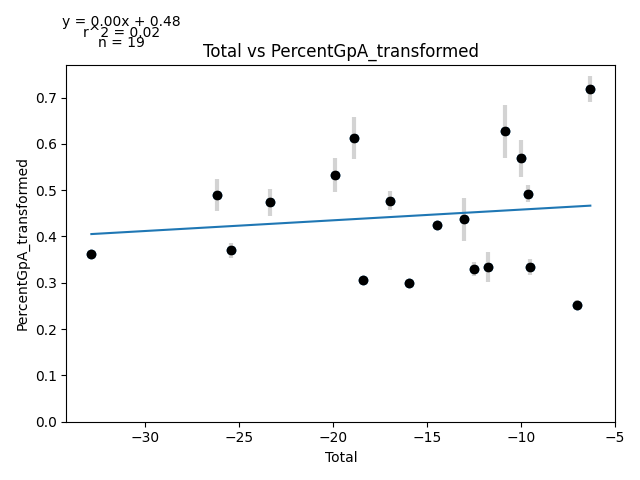 y = 0.00x + 0.48
r^2 = 0.02
n = 19
Total vs PercentGpA_transformed
PercentGpA_transformed
0.7
0.6
0.5
0.4
0.3
0.2
0.1
0.0
−30
−25
−20
−15
−10
−5
Total